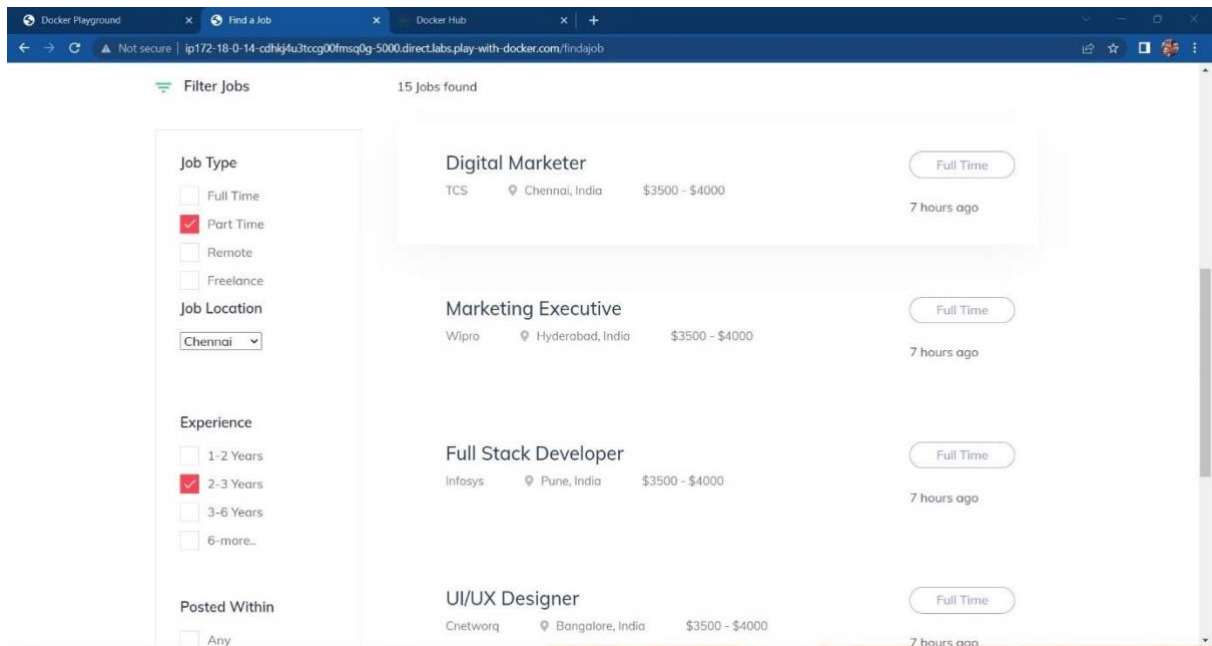 Docker Playground
Find a Job
Docker Hub
Not secure | ip172-18-0-14-cdhkj4u3tccg00fmsq0g-5000.direct.labs.play-with-docker.com/findajob
Filter Jobs
15 Jobs found
Job Type
Full Time
Part Time
Remote
Freelance
Job Location
Chennai
Experience
1-2 Years
2-3 Years
3-6 Years
6-more..
Posted Within
Any
Digital Marketer
Full Time
TCS Chennai, India $3500 - $4000
7 hours ago
Marketing Executive
Full Time
Wipro Hyderabad, India $3500 - $4000
7 hours ago
Full Stack Developer
Full Time
Infosys Pune, India $3500 - $4000
7 hours ago
UI/UX Designer
Full Time
Cnetworq Bangalore, India $3500 - $4000
7 hours ago